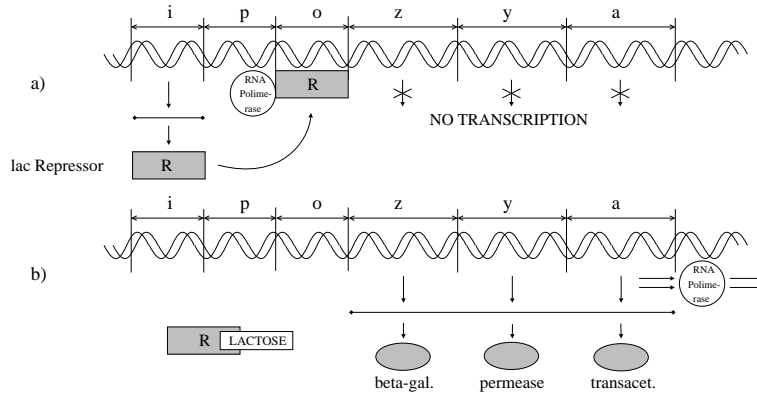 i p o z y a
a)
RNA
Polime-
rase
R
NO TRANSCRIPTION
lac Repressor R
i p o z y a
b)
RNA
Polime-
rase
R LACTOSE
beta-gal. permease transacet.